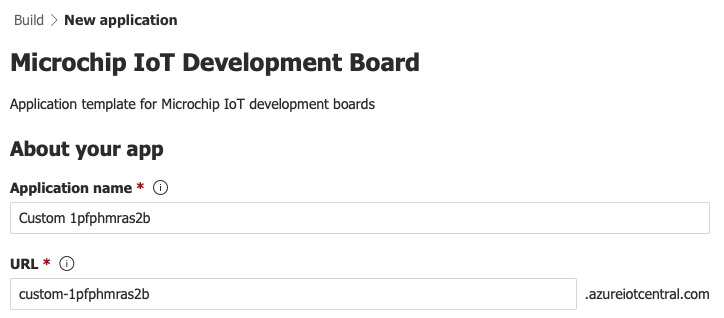 Build > New application
Microchip IoT Development Board
Application template for Microchip IoT development boards
About your app
Application name *
Custom 1pfphmras2b
URL *
custom-1pfphmras2b .azureiotcentral.com